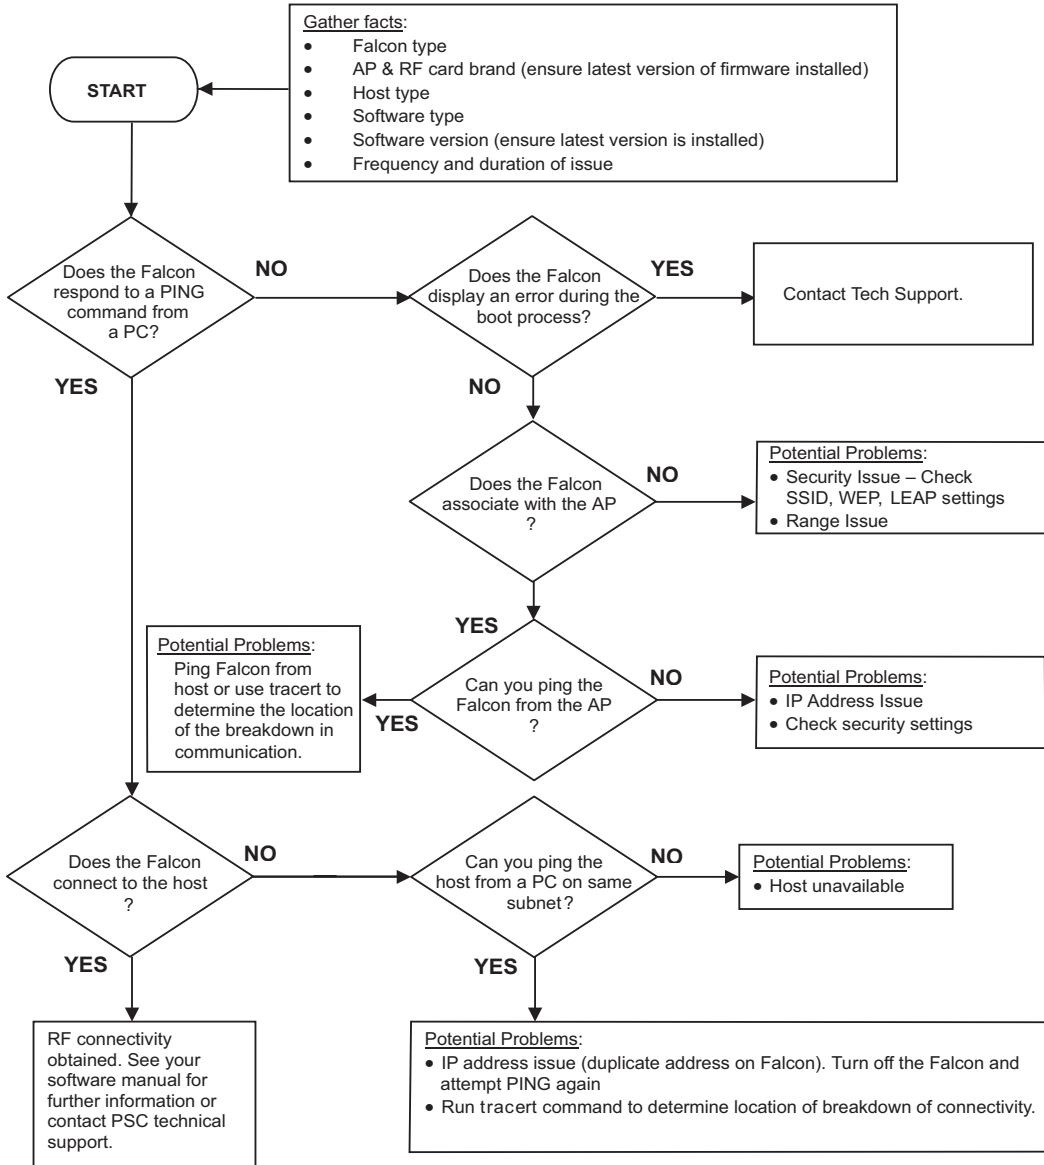 Gather facts:
• Falcon type
• AP & RF card brand (ensure latest version of firmware installed)
• Host type
• Software type
• Software version (ensure latest version is installed)
• Frequency and duration of issue
START
Does the Falcon
respond to a PING
command from
a PC?
NO
YES
Does the Falcon
display an error during the
boot process?
YES
NO
Contact Tech Support.
Does the Falcon
associate with the AP
?
NO
YES
Potential Problems:
• Security Issue – Check
SSID, WEP, LEAP settings
• Range Issue
Can you ping the
Falcon from the AP
?
NO
YES
Potential Problems:
• IP Address Issue
• Check security settings
Potential Problems:
Ping Falcon from
host or use tracert to
determine the location
of the breakdown in
communication.
Does the Falcon
connect to the host
?
NO
YES
Can you ping the
host from a PC on same
subnet?
NO
YES
Potential Problems:
• Host unavailable
RF connectivity
obtained. See your
software manual for
further information or
contact PSC technical
support.
Potential Problems:
• IP address issue (duplicate address on Falcon). Turn off the Falcon and
attempt PING again
• Run tracert command to determine location of breakdown of connectivity.